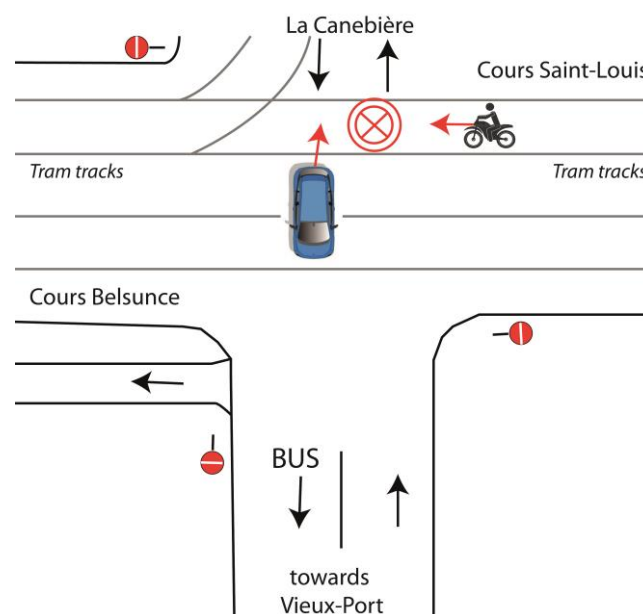 La Canebière
Cours Saint-Louis
Tram tracks
Tram tracks
Cours Belsunce
BUS
towards
Vieux-Port